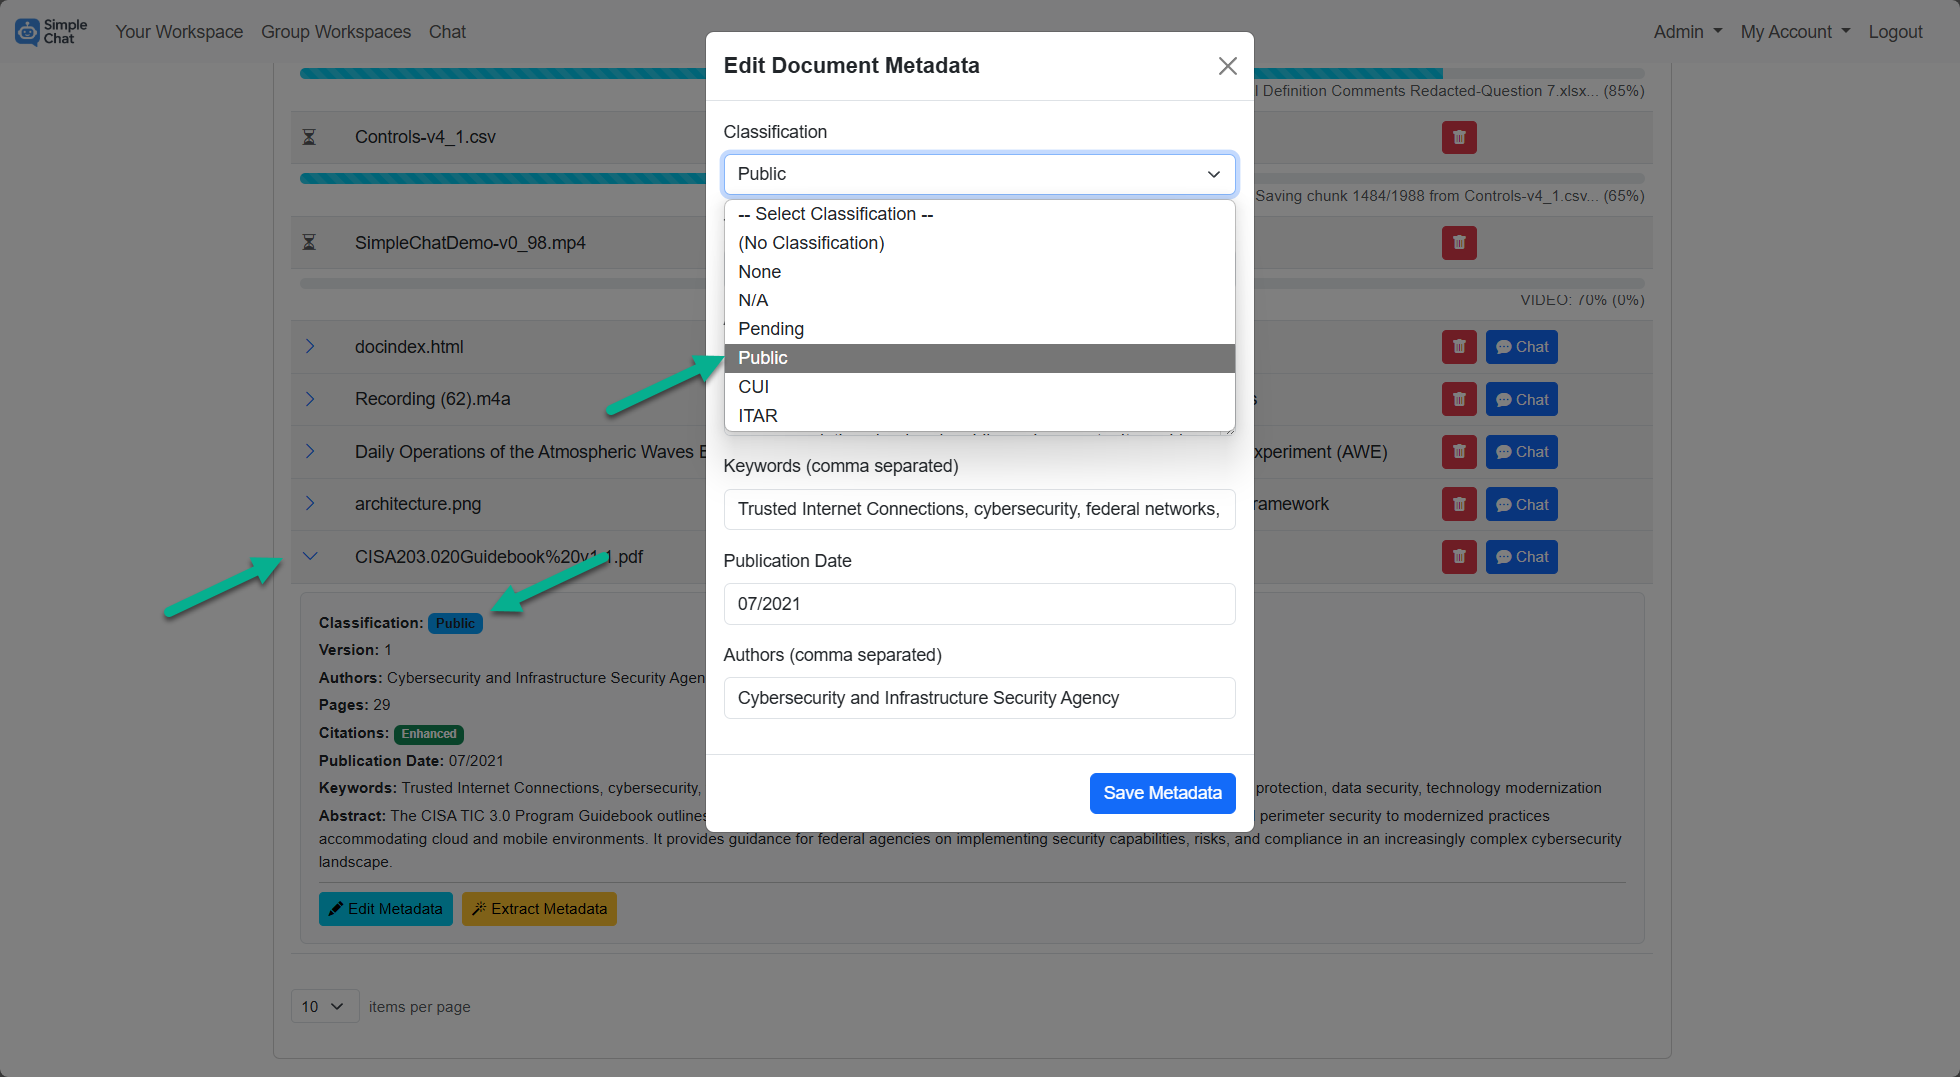 Simple Chat
Your Workspace Group Workspaces Chat
Admin My Account Logout
l Definition Comments Redacted-Question 7.xlsx... (85%)
Controls-v4_1.csv
Saving chunk 1484/1988 from Controls-v4_1.csv... (65%)
SimpleChatDemo-v0_98.mp4
VIDEO: 70% (0%)
docindex.html
Chat
Recording (62).m4a
s
Chat
Daily Operations of the Atmospheric Waves E
xperiment (AWE)
Chat
architecture.png
ramework
Chat
CISA203.020Guidebook%20v1.1.pdf
Chat
Classification: Public
Version: 1
Authors: Cybersecurity and Infrastructure Security Agen
Pages: 29
Citations: Enhanced
Publication Date: 07/2021
Keywords: Trusted Internet Connections, cybersecurity,
protection, data security, technology modernization
Abstract: The CISA TIC 3.0 Program Guidebook outlines
perimeter security to modernized practices
accommodating cloud and mobile environments. It provides guidance for federal agencies on implementing security capabilities, risks, and compliance in an increasingly complex cybersecurity
landscape.
Edit Metadata
Extract Metadata
10 items per page
Edit Document Metadata
Classification
Public
-- Select Classification --
(No Classification)
None
N/A
Pending
Public
CUI
ITAR
Keywords (comma separated)
Trusted Internet Connections, cybersecurity, federal networks,
Publication Date
07/2021
Authors (comma separated)
Cybersecurity and Infrastructure Security Agency
Save Metadata